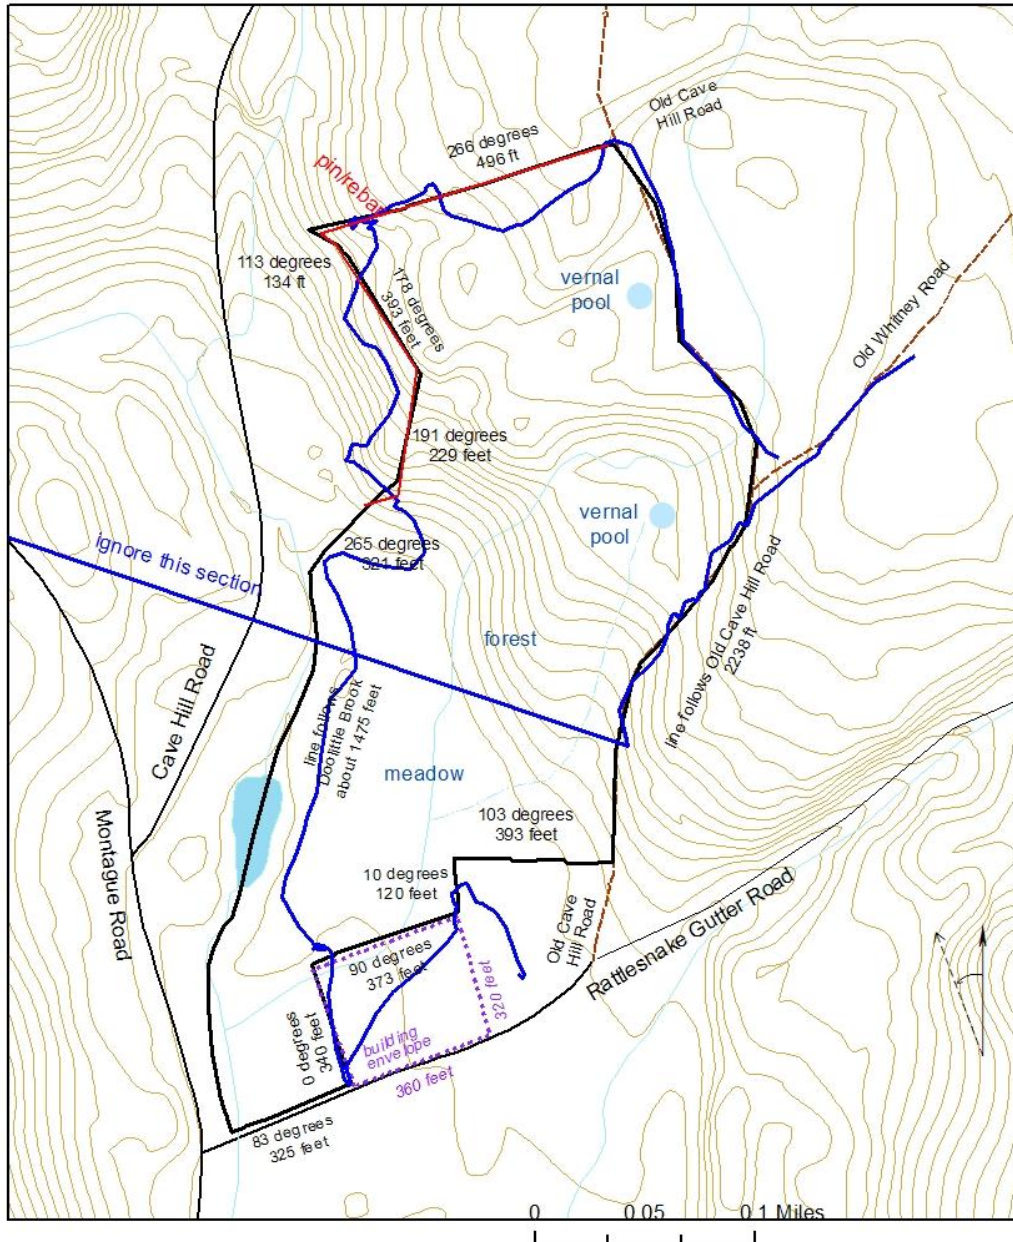 Old Cave
Hill Road
266 degrees
496 ft
pin/rebar
113 degrees
134 ft
178 degrees
393 feet
vernal
pool
Old Whitney Road
191 degrees
229 feet
vernal
pool
ignore this section
265 degrees
321 feet
forest
line follows Old Cave Hill Road
2238 ft
Cave Hill Road
line follows
Doolittle Brook
about 1475 feet
meadow
Montague Road
103 degrees
393 feet
10 degrees
120 feet
Old Cave
Hill Road
Rattlesnake Gutter Road
90 degrees
373 feet
320 feet
0 degrees
340 feet
building
envelope
360 feet
83 degrees
325 feet
0 0.05 0.1 Miles